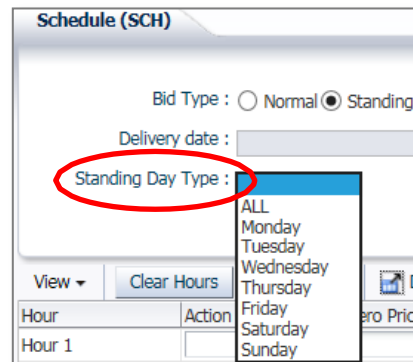 Schedule (SCH)
Bid Type : Normal Standing
Delivery date :
Standing Day Type :
ALL
Monday
Tuesday
Wednesday
Thursday
Friday
Saturday
Sunday
View Clear Hours
Hour Action
Hour 1